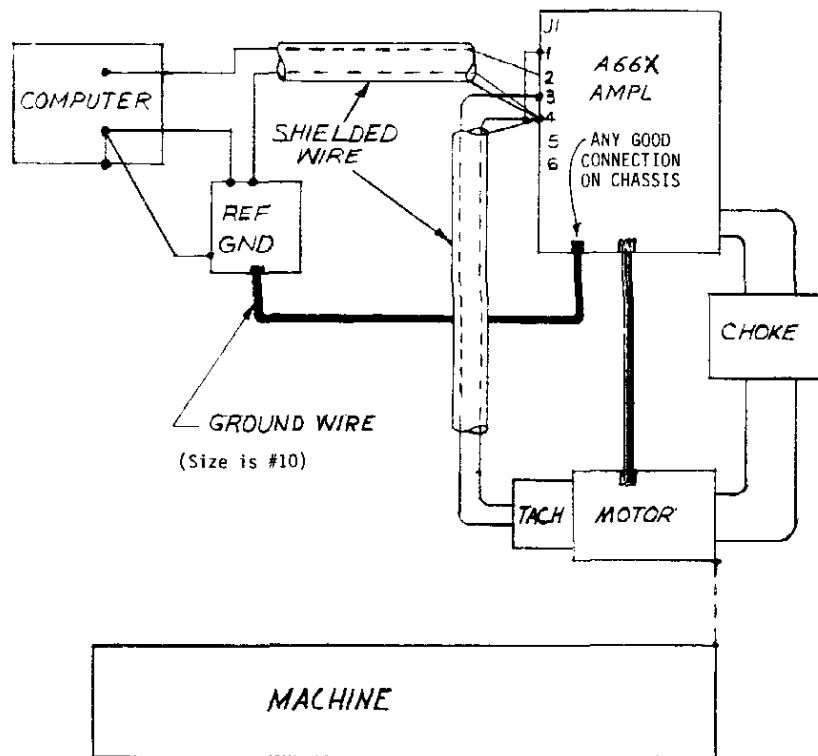 J1
1
2
3
4
5
6
A66X
AMPL
COMPUTER
SHIELDED
WIRE
ANY GOOD
CONNECTION
ON CHASSIS
REF
GND
CHOKE
GROUND WIRE
(Size is #10)
TACH
MOTOR
MACHINE